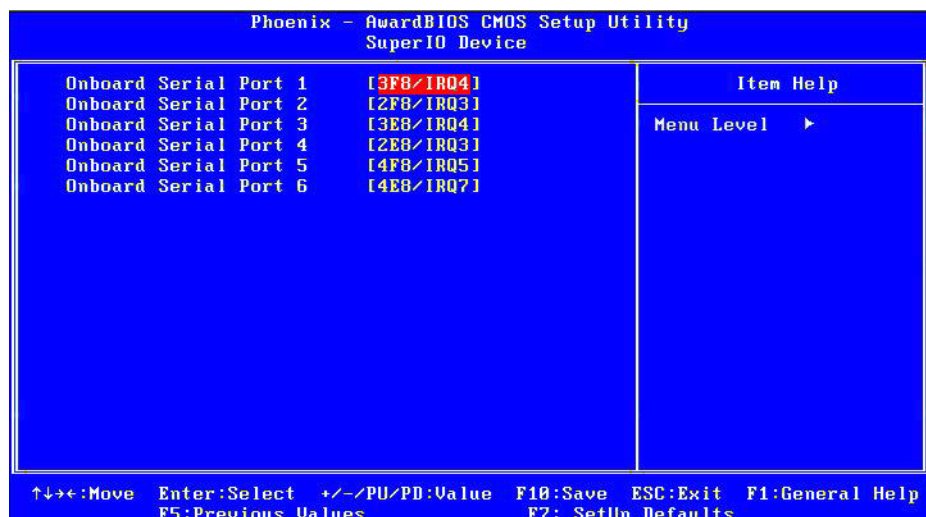 Phoenix - AwardBIOS CMOS Setup Utility
SuperIO Device
Onboard Serial Port 1 [3F8/IRQ4]
Onboard Serial Port 2 [2F8/IRQ3]
Onboard Serial Port 3 [3E8/IRQ4]
Onboard Serial Port 4 [2E8/IRQ3]
Onboard Serial Port 5 [4F8/IRQ5]
Onboard Serial Port 6 [4E8/IRQ7]
Item Help
Menu Level ►
↑↓→←:Move Enter:Select +/-/PU/PD:Value F10:Save ESC:Exit F1:General Help
F5:Previous Values F7: SetUp Defaults